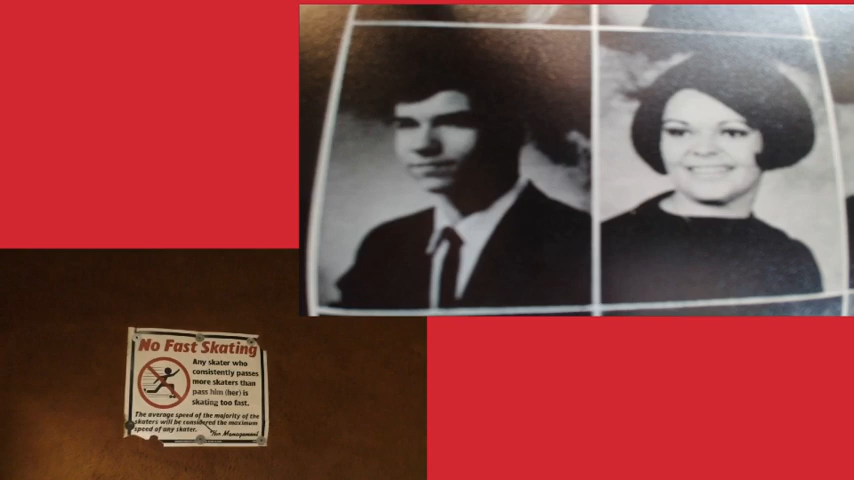 No Fast Skating
Any skater who
consistently passes
more skaters than
pass him (her) is
skating too fast.
The average speed of the majority of the
skaters will be considered the maximum
speed of any skater.
The Management